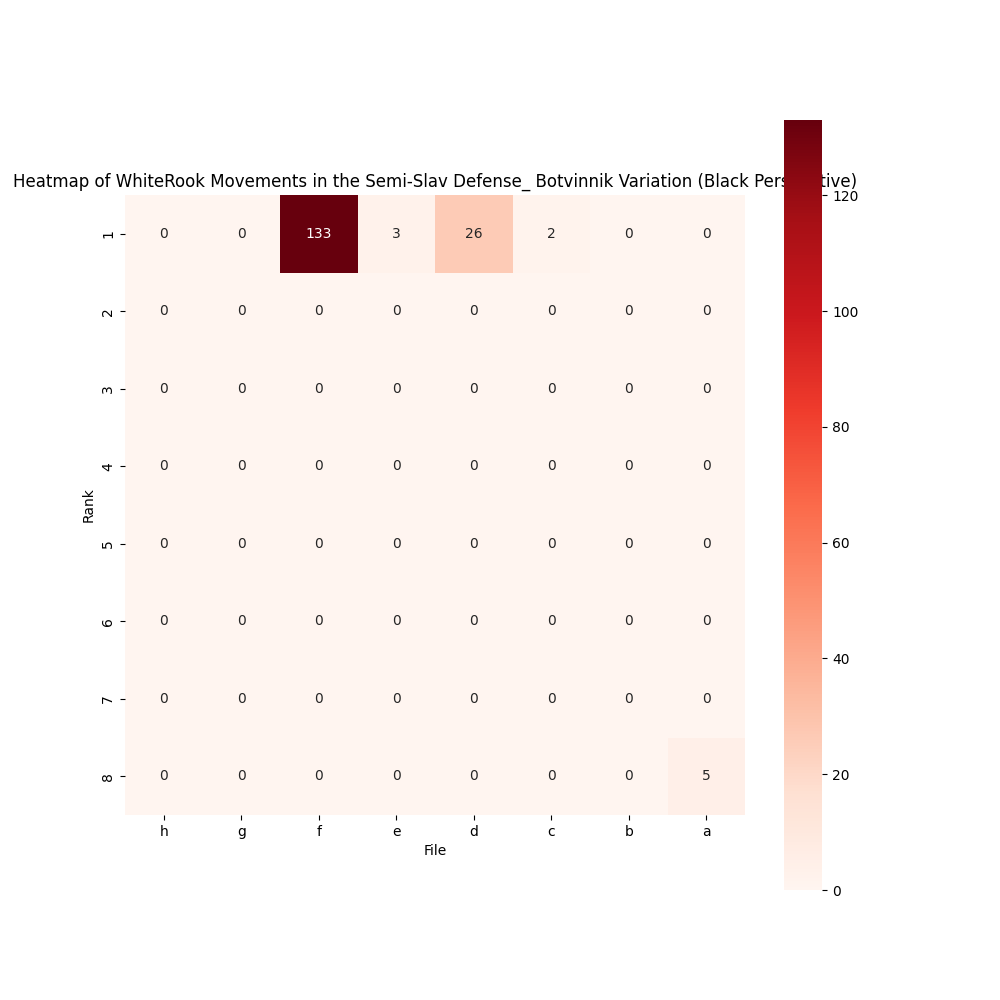 Heatmap of WhiteRook Movements in the Semi-Slav Defense_ Botvinnik Variation (Black Perspective)
1 0 0 133 3 26 2 0 0
2 0 0 0 0 0 0 0 0
3 0 0 0 0 0 0 0 0
4 0 0 0 0 0 0 0 0
5 0 0 0 0 0 0 0 0
6 0 0 0 0 0 0 0 0
7 0 0 0 0 0 0 0 0
8 0 0 0 0 0 0 0 5
h g f e d c b a
File
Rank
120
100
80
60
40
20
0